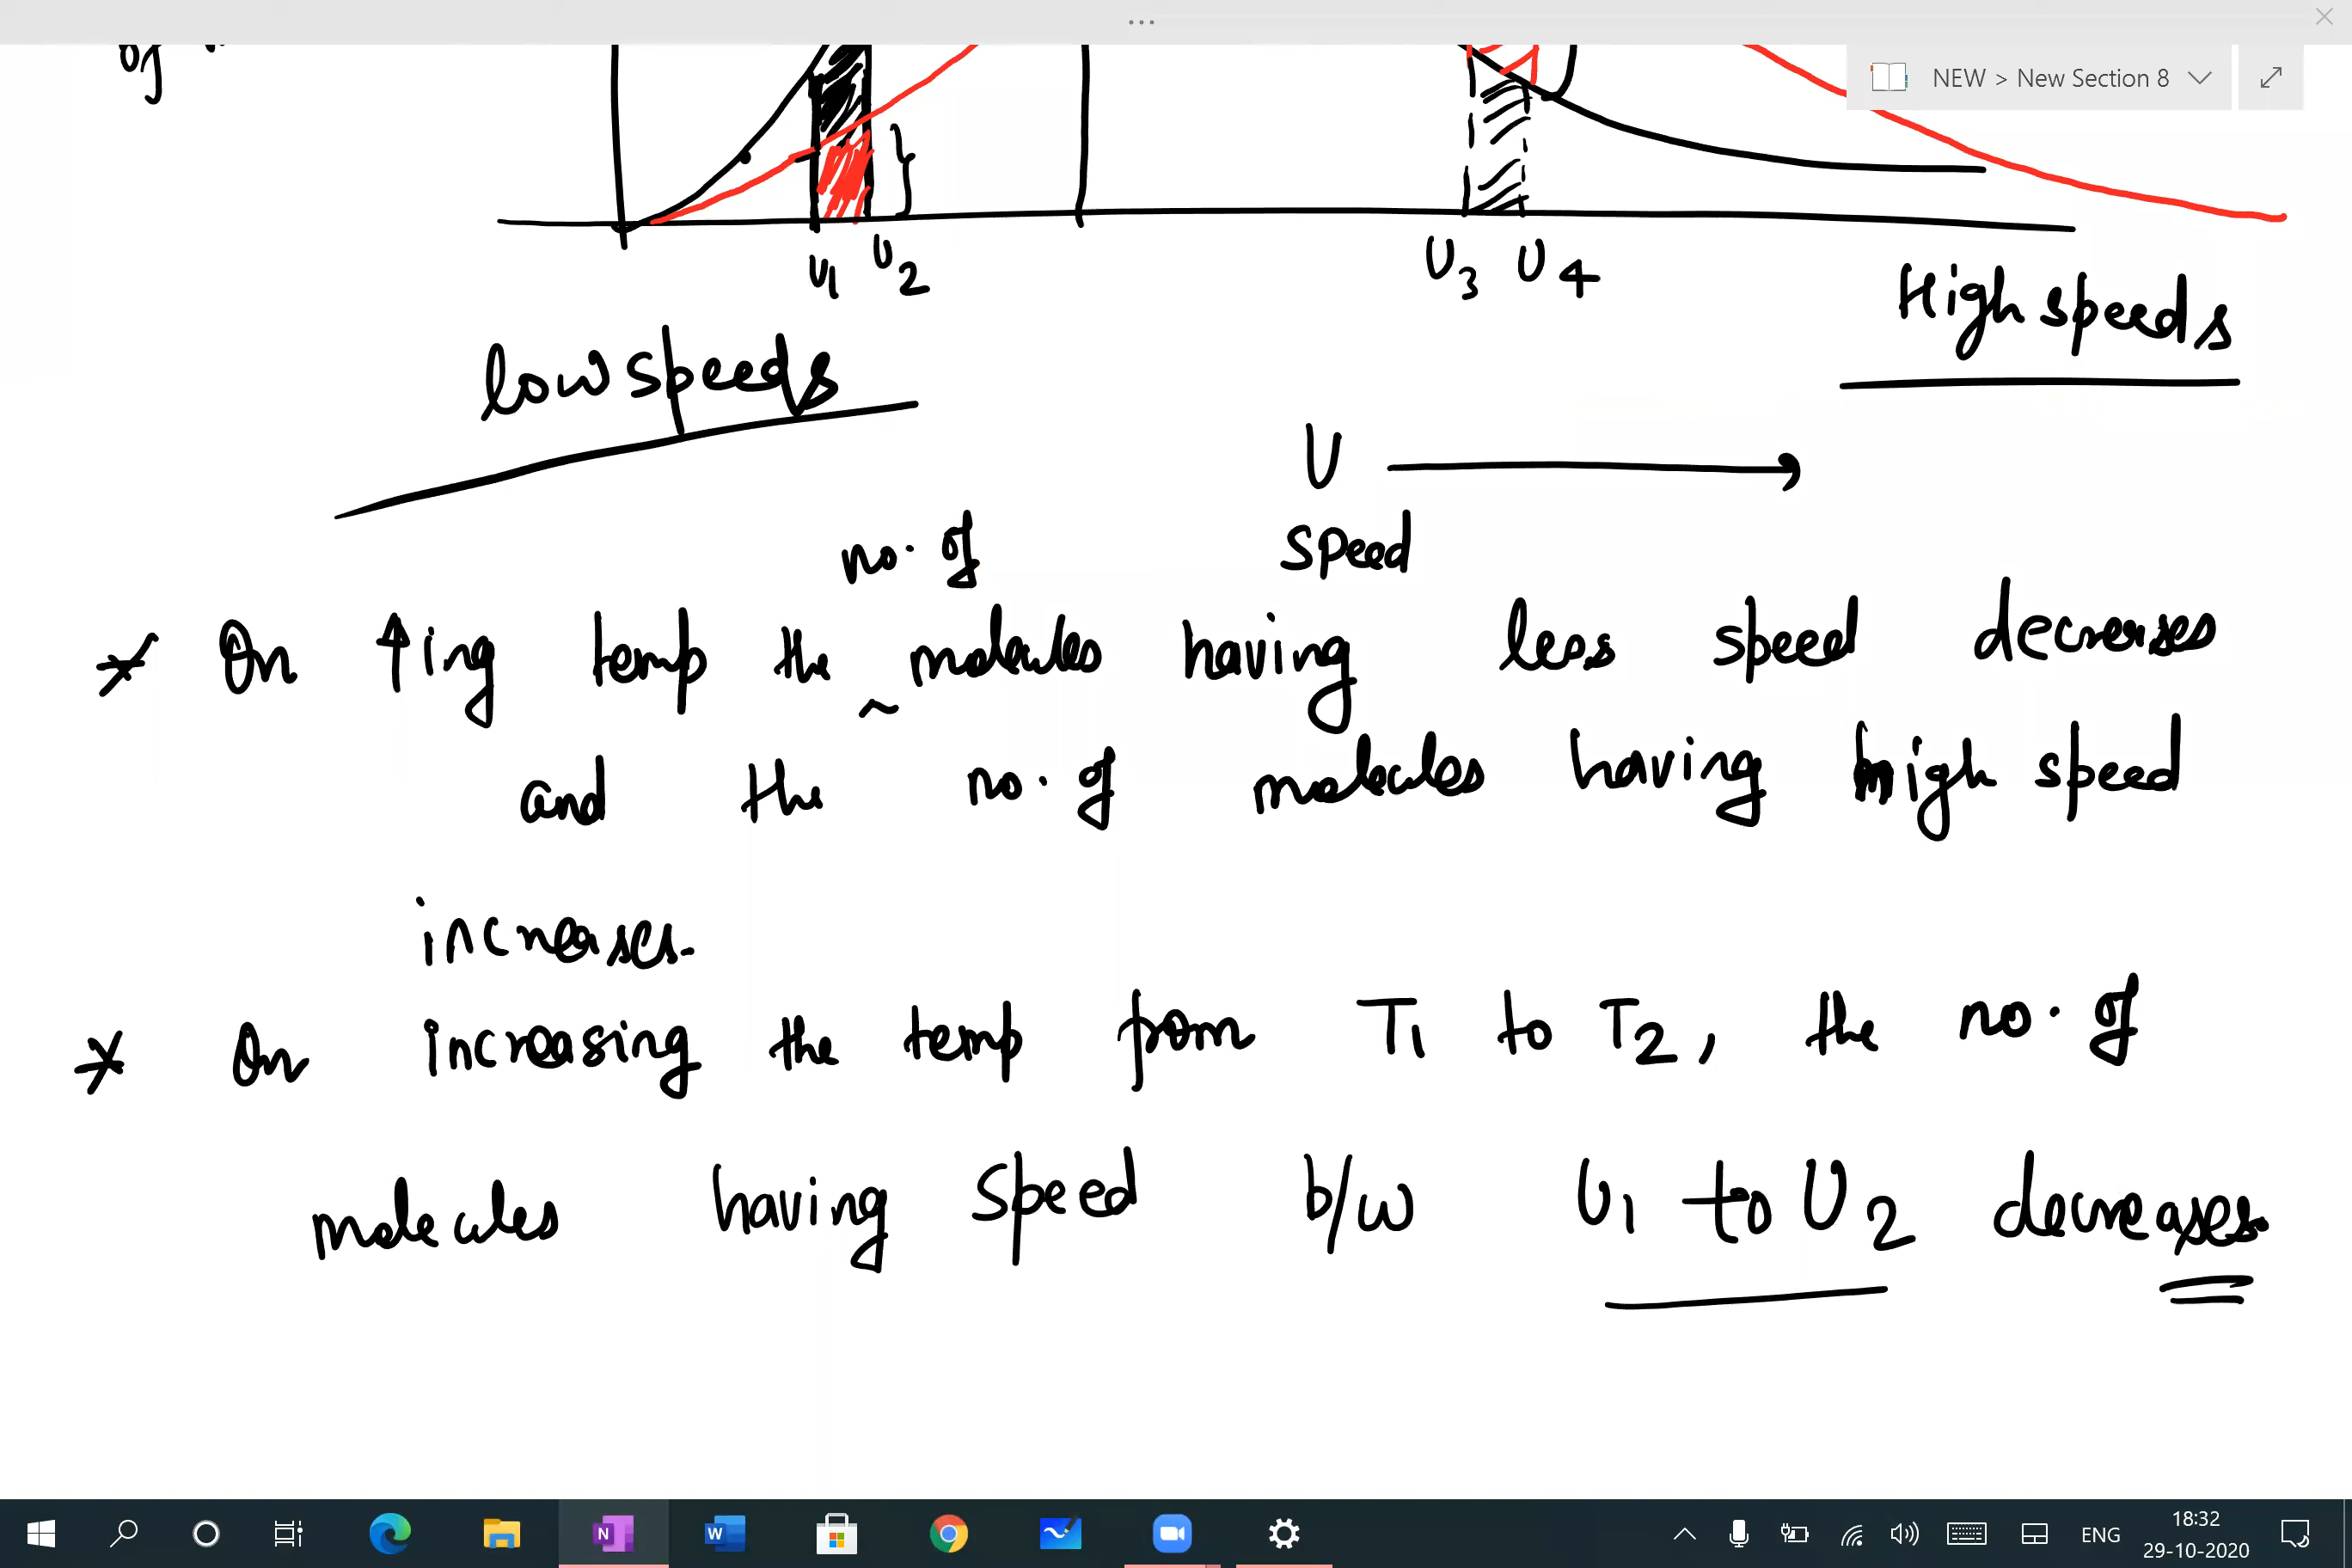 of
NEW > New Section 8
U1 U2 U3 U4
High speeds
low speeds
U
speed
no. of
* On ↑ing temp the ^ molecules having less speed decreases
and the no. of molecules having high speed
increases.
* On increasing the temp from T1 to T2, the no. of
molecules having speed b/w U1 to U2 decreases.
ENG
18:32
29-10-2020